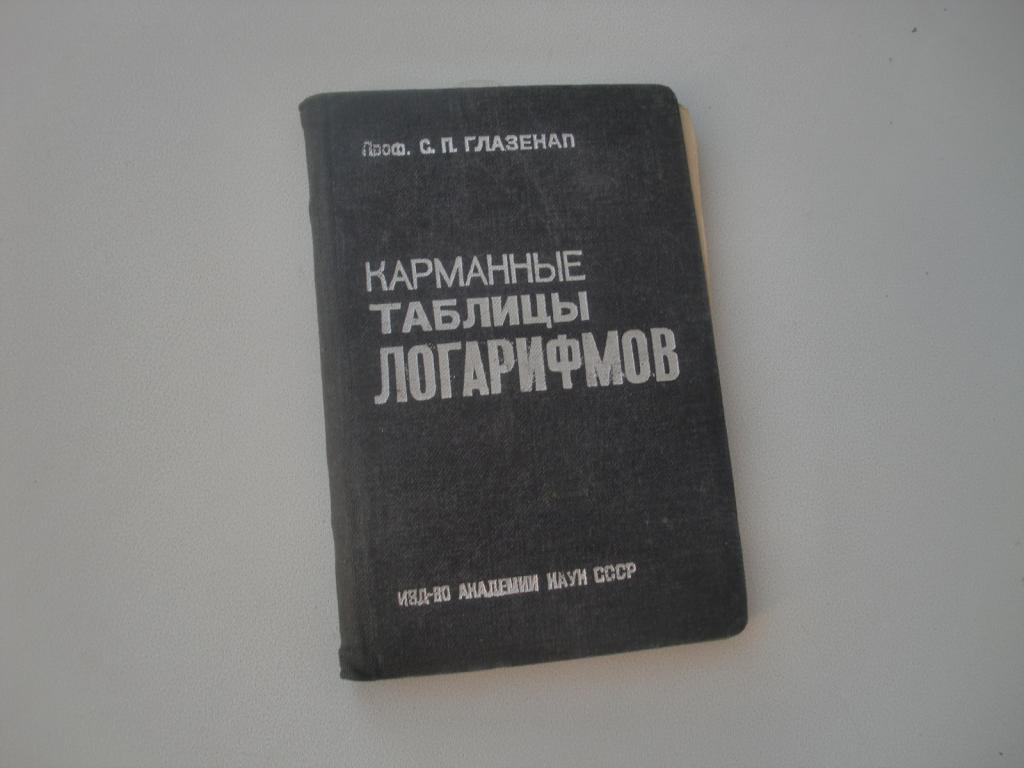 Проф. С. П. ГЛАЗЕНАП
КАРМАННЫЕ
ТАБЛИЦЫ
ЛОГАРИФМОВ
ИЗД-ВО АКАДЕМИИ НАУК СССР